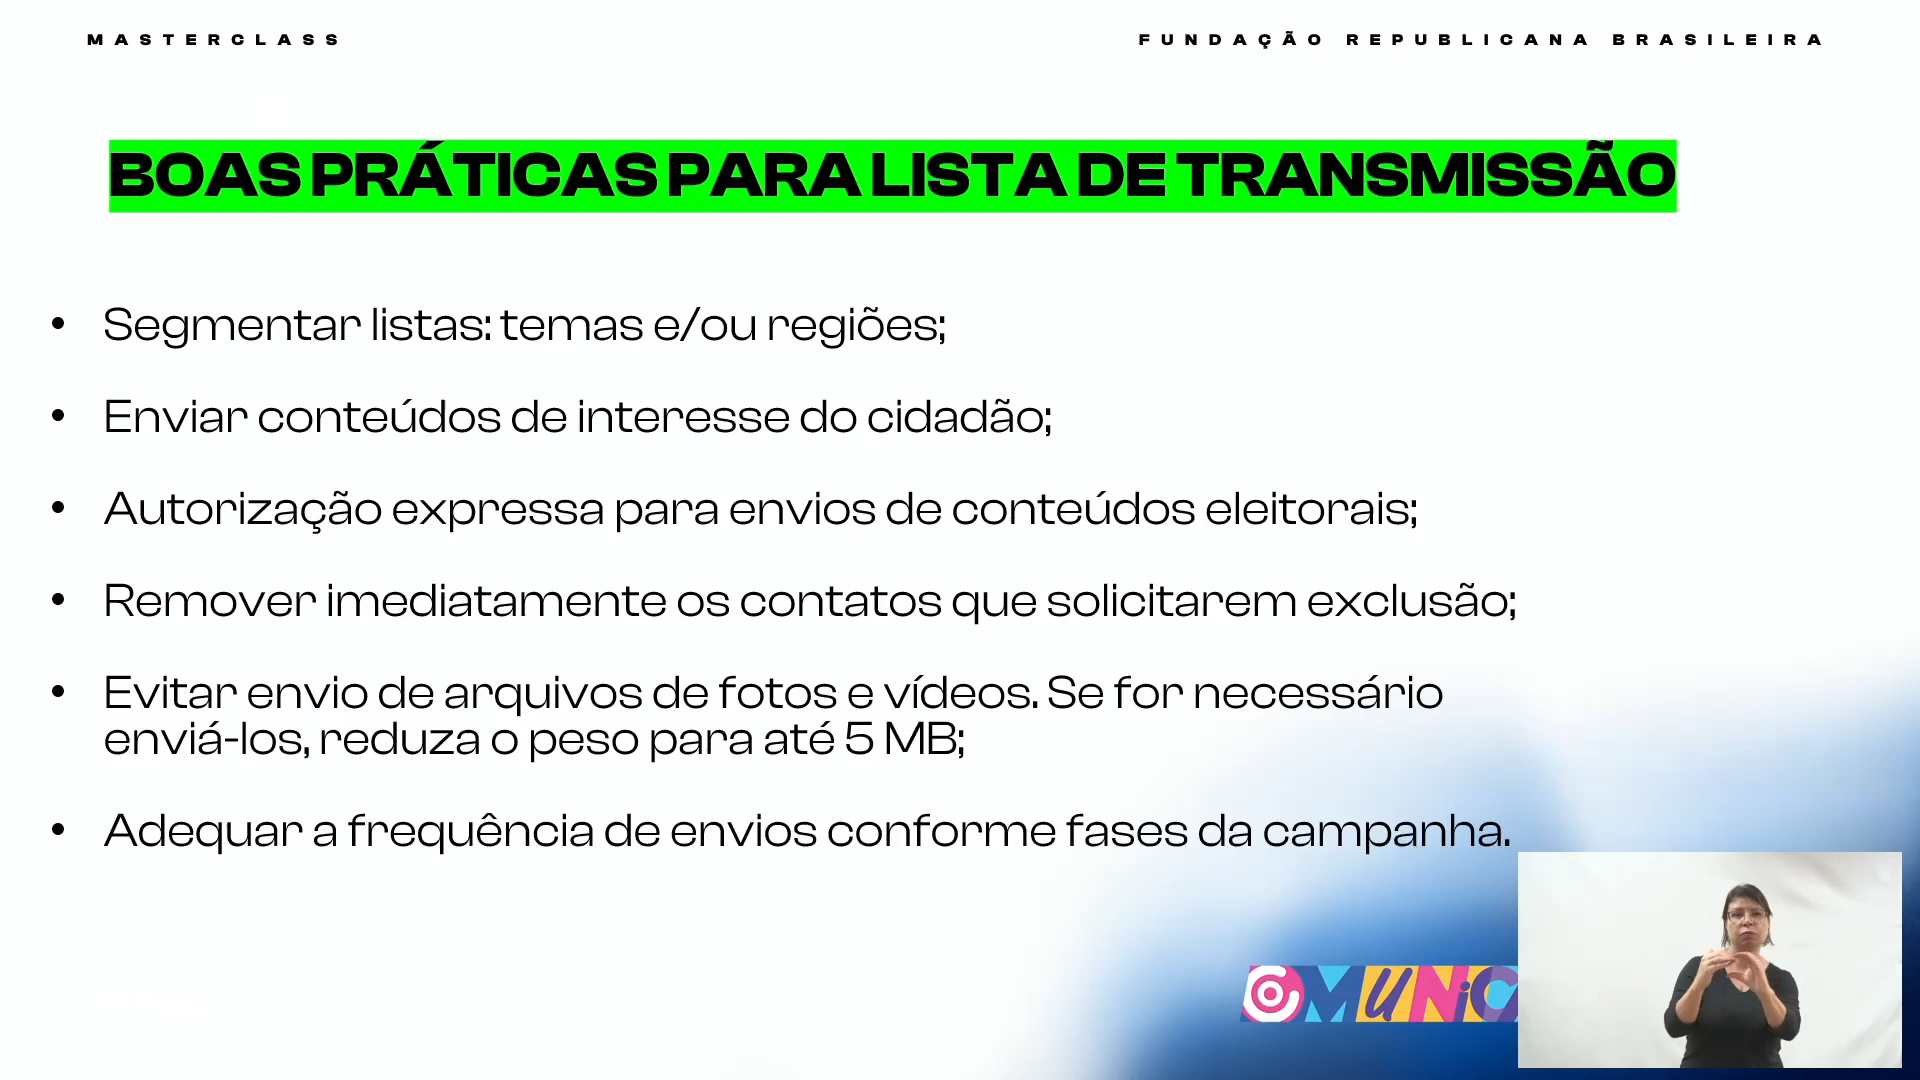 MASTERCLASS
FUNDAÇÃO REPUBLICANA BRASILEIRA
BOAS PRÁTICAS PARA LISTA DE TRANSMISSÃO
• Segmentar listas: temas e/ou regiões;
• Enviar conteúdos de interesse do cidadão;
• Autorização expressa para envios de conteúdos eleitorais;
• Remover imediatamente os contatos que solicitarem exclusão;
• Evitar envio de arquivos de fotos e vídeos. Se for necessário
enviá-los, reduza o peso para até 5 MB;
• Adequar a frequência de envios conforme fases da campanha.